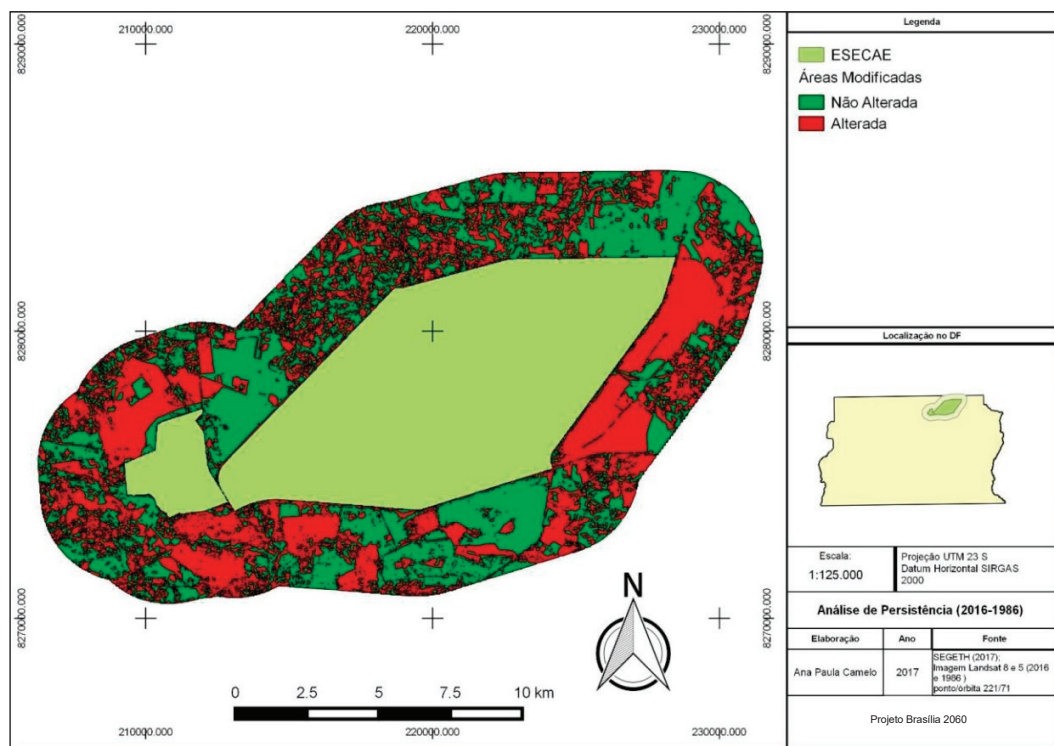 210000.000
220000.000
230000.000
8290000.000
8290000.000
8280000.000
8280000.000
8270000.000
8270000.000
N
0 2.5 5 7.5 10 km
210000.000
220000.000
230000.000
Legenda
ESECAE
Áreas Modificadas
Não Alterada
Alterada
Localização no DF
Escala:
1:125.000
Projeção UTM 23 S
Datum Horizontal SIRGAS
2000
Análise de Persistência (2016-1986)
Elaboração
Ano
Fonte
Ana Paula Camelo
2017
SEGETH (2017);
Imagem Landsat 8 e 5 (2016
e 1986 )
ponto/órbita 221/71
Projeto Brasília 2060